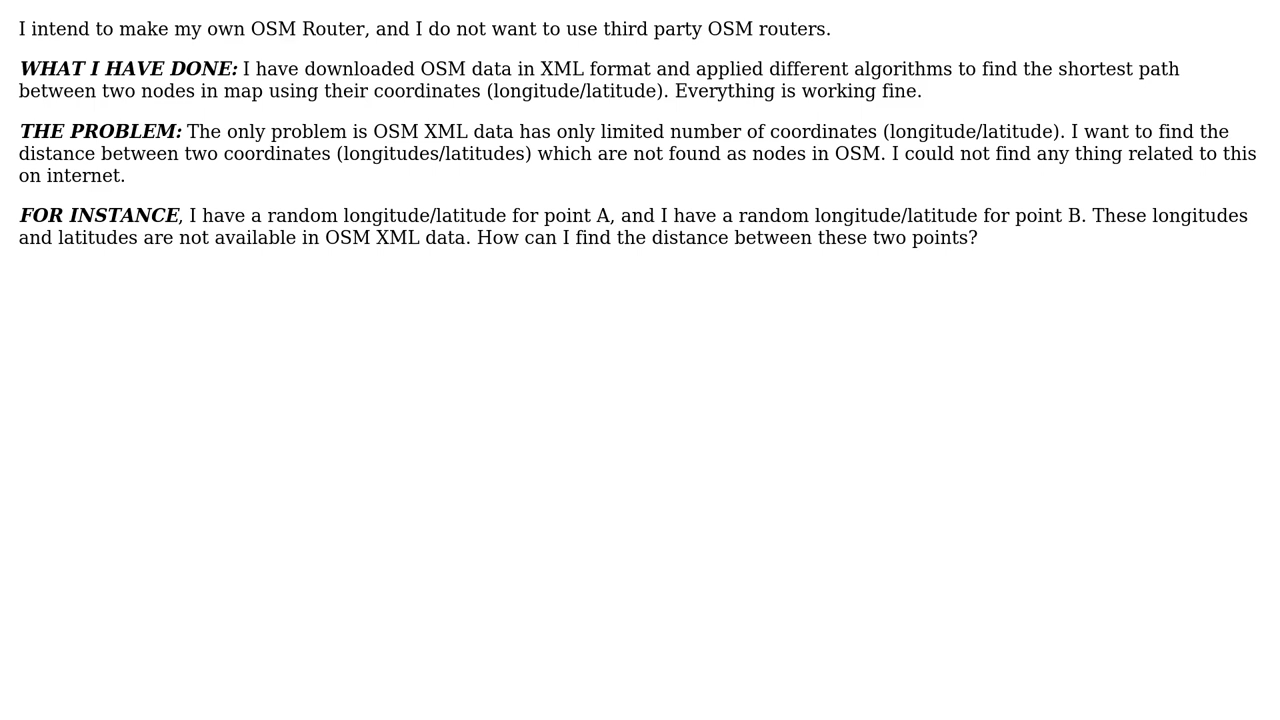 I intend to make my own OSM Router, and I do not want to use third party OSM routers.
WHAT I HAVE DONE: I have downloaded OSM data in XML format and applied different algorithms to find the shortest path
between two nodes in map using their coordinates (longitude/latitude). Everything is working fine.
THE PROBLEM: The only problem is OSM XML data has only limited number of coordinates (longitude/latitude). I want to find the
distance between two coordinates (longitudes/latitudes) which are not found as nodes in OSM. I could not find any thing related to this
on internet.
FOR INSTANCE, I have a random longitude/latitude for point A, and I have a random longitude/latitude for point B. These longitudes
and latitudes are not available in OSM XML data. How can I find the distance between these two points?